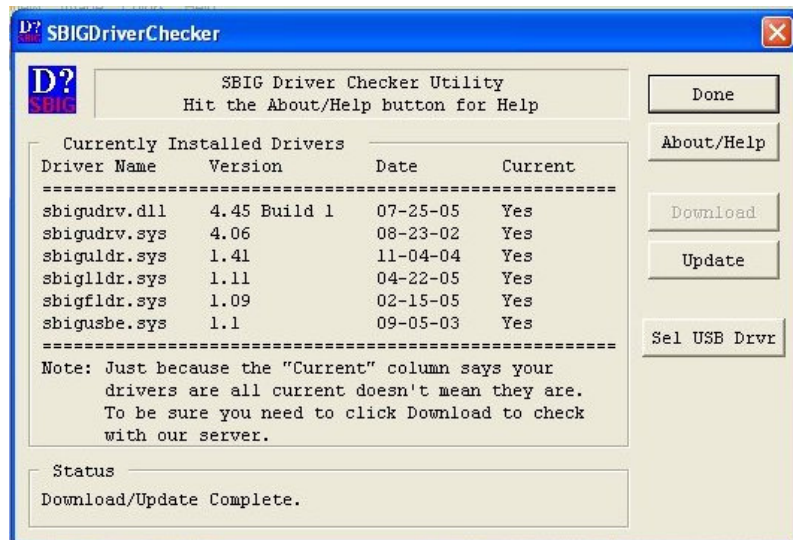 SBIGDriverChecker
D?
SBIG
SBIG Driver Checker Utility
Hit the About/Help button for Help
Done
About/Help
Download
Update
Sel USB Drvr
Currently Installed Drivers
Driver Name Version Date Current
============================================================
sbigudrv.dll 4.45 Build 1 07-25-05 Yes
sbigudrv.sys 4.06 08-23-02 Yes
sbiguldr.sys 1.41 11-04-04 Yes
sbiglldr.sys 1.11 04-22-05 Yes
sbigfldr.sys 1.09 02-15-05 Yes
sbigusbe.sys 1.1 09-05-03 Yes
============================================================
Note: Just because the "Current" column says your
drivers are all current doesn't mean they are.
To be sure you need to click Download to check
with our server.
Status
Download/Update Complete.